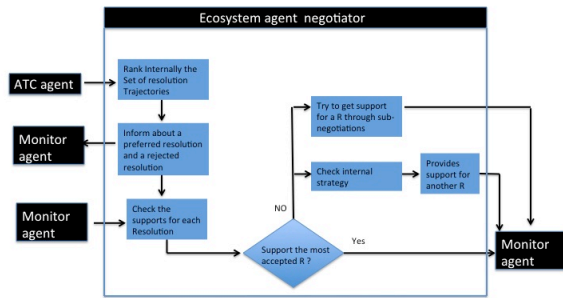 Ecosystem agent negotiator
ATC agent
Rank Internally the
Set of resolution
Trajectories
Monitor
agent
Inform about a
preferred resolution
and a rejected
resolution
Monitor
agent
Check the
supports for each
Resolution
Try to get support
for a R through sub-
negotiations
Check internal
strategy
Provides
support for
another R
NO
Support the most
accepted R ?
Yes
Monitor
agent